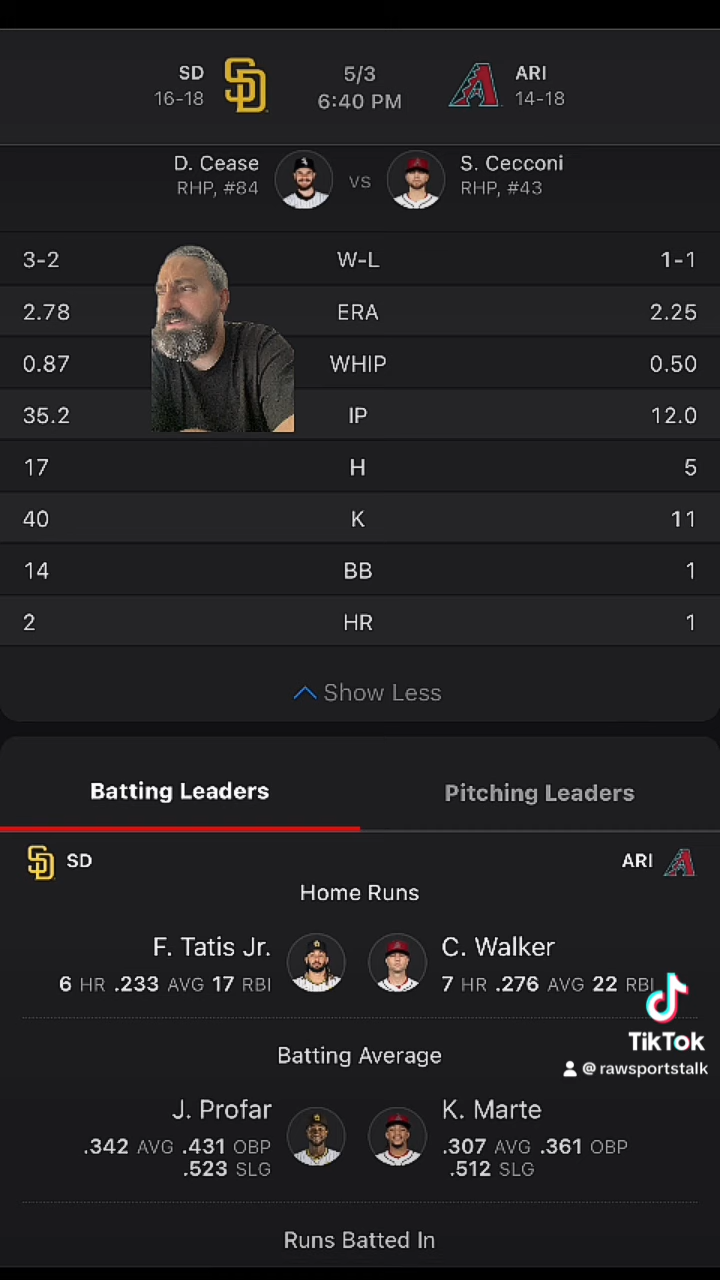 SD 5/3 ARI
16-18 6:40 PM 14-18
D. Cease vs S. Cecconi
RHP, #84 RHP, #43
3-2 W-L 1-1
2.78 ERA 2.25
0.87 WHIP 0.50
35.2 IP 12.0
17 H 5
40 K 11
14 BB 1
2 HR 1
Show Less
Batting Leaders Pitching Leaders
SD ARI
Home Runs
F. Tatis Jr. C. Walker
6 HR .233 AVG 17 RBI 7 HR .276 AVG 22 RBI
TikTok
@rawsportstalk
Batting Average
J. Profar K. Marte
.342 AVG .431 OBP .307 AVG .361 OBP
.523 SLG .512 SLG
Runs Batted In